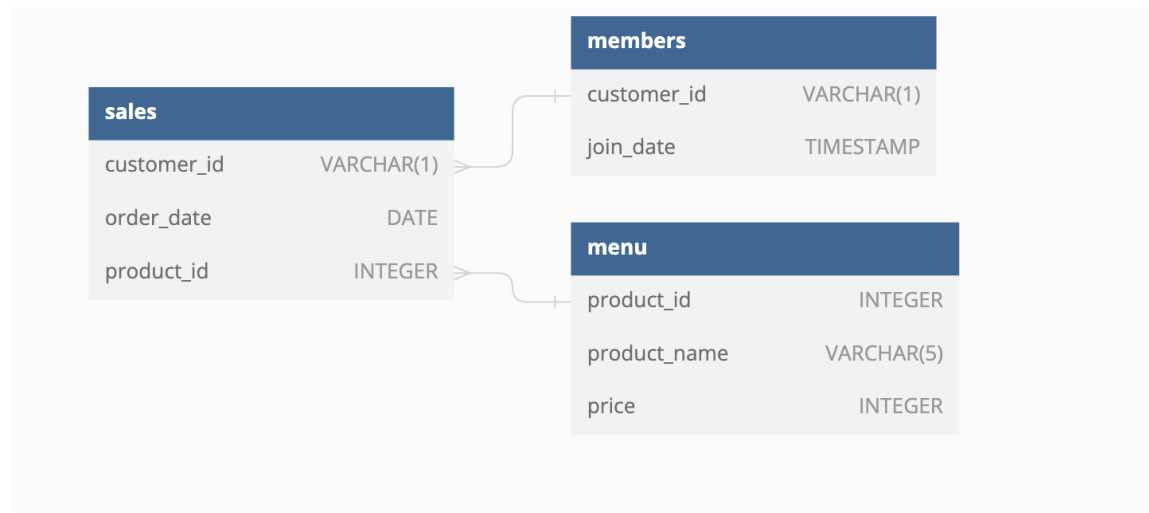 sales
customer_id VARCHAR(1)
order_date DATE
product_id INTEGER
members
customer_id VARCHAR(1)
join_date TIMESTAMP
menu
product_id INTEGER
product_name VARCHAR(5)
price INTEGER